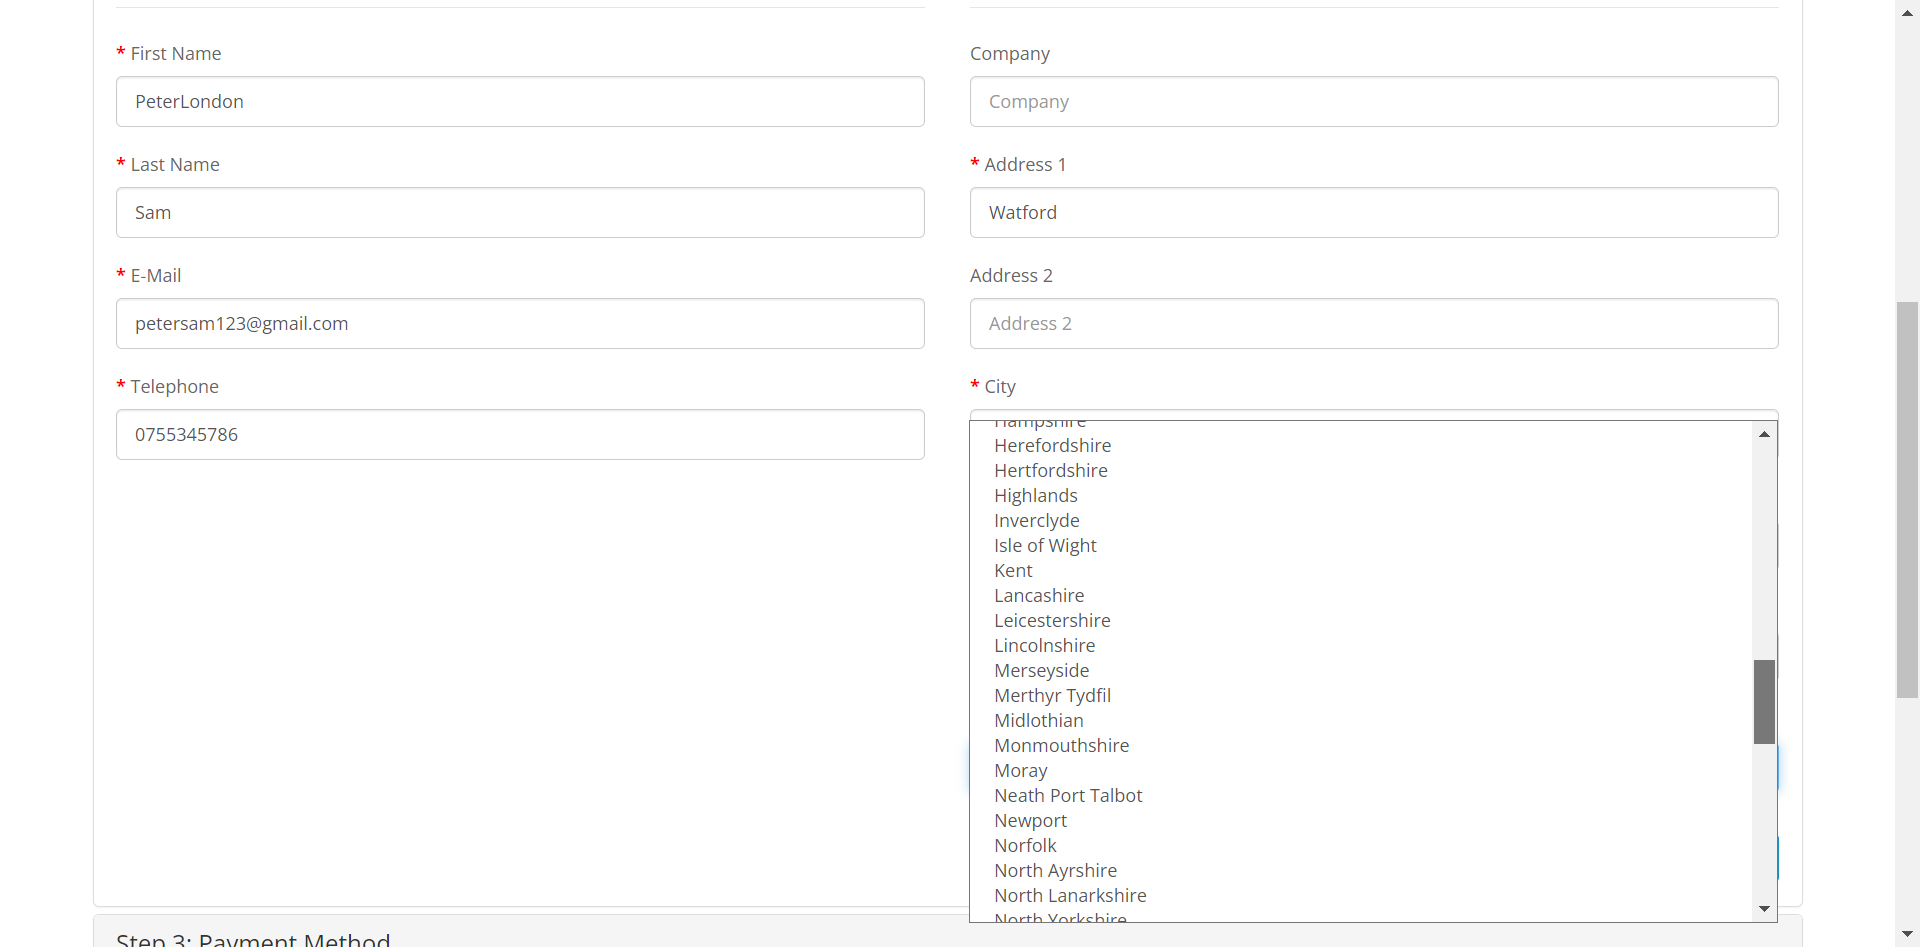 * First Name
PeterLondon
* Last Name
Sam
* E-Mail
petersam123@gmail.com
* Telephone
0755345786
Company
Company
* Address 1
Watford
Address 2
Address 2
* City
Hampshire
Herefordshire
Hertfordshire
Highlands
Inverclyde
Isle of Wight
Kent
Lancashire
Leicestershire
Lincolnshire
Merseyside
Merthyr Tydfil
Midlothian
Monmouthshire
Moray
Neath Port Talbot
Newport
Norfolk
North Ayrshire
North Lanarkshire
North Yorkshire
Step 3: Payment Method